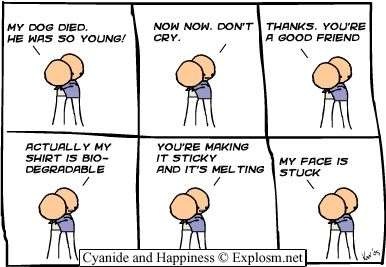 MY DOG DIED.
HE WAS SO YOUNG!
NOW NOW. DON'T
CRY.
THANKS. YOU'RE
A GOOD FRIEND
ACTUALLY MY
SHIRT IS BIO-
DEGRADABLE
YOU'RE MAKING
IT STICKY
AND IT'S MELTING
MY FACE IS
STUCK
Cyanide and Happiness © Explosm.net